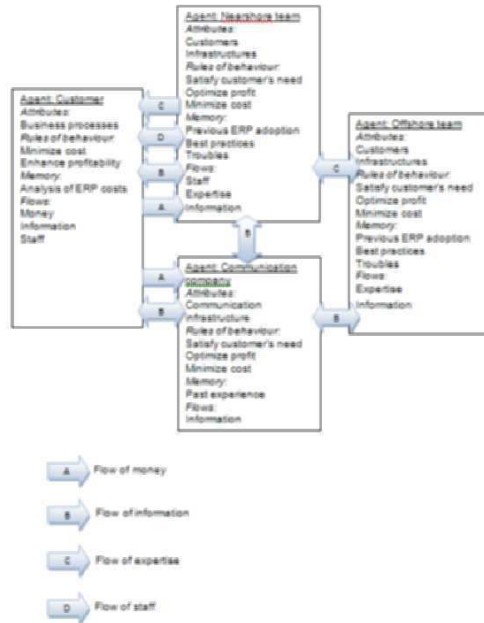 Agent: Nearshore team
Attributes:
Customers
Infrastructures
Rules of behaviour:
Satisfy customer's need
Optimize profit
Minimize cost
Memory:
Previous ERP adoption
Best practices
Troubles
Flows:
Staff
Expertise
Information
Agent: Customer
Attributes:
Business processes
Rules of behaviour:
Minimize cost
Enhance profitability
Memory:
Analysis of ERP costs
Flows:
Money
Information
Staff
C
D
B
A
Agent: Offshore team
Attributes:
Customers
Infrastructures
Rules of behaviour:
Satisfy customer's need
Optimize profit
Minimize cost
Memory:
Previous ERP adoption
Best practices
Troubles
Flows:
Expertise
Information
C
B
A
B
Agent: Communication
company
Attributes:
Communication
infrastructure
Rules of behaviour:
Satisfy customer's need
Optimize profit
Minimize cost
Memory:
Past experience
Flows:
Information
B
A Flow of money
B Flow of information
C Flow of expertise
D Flow of staff